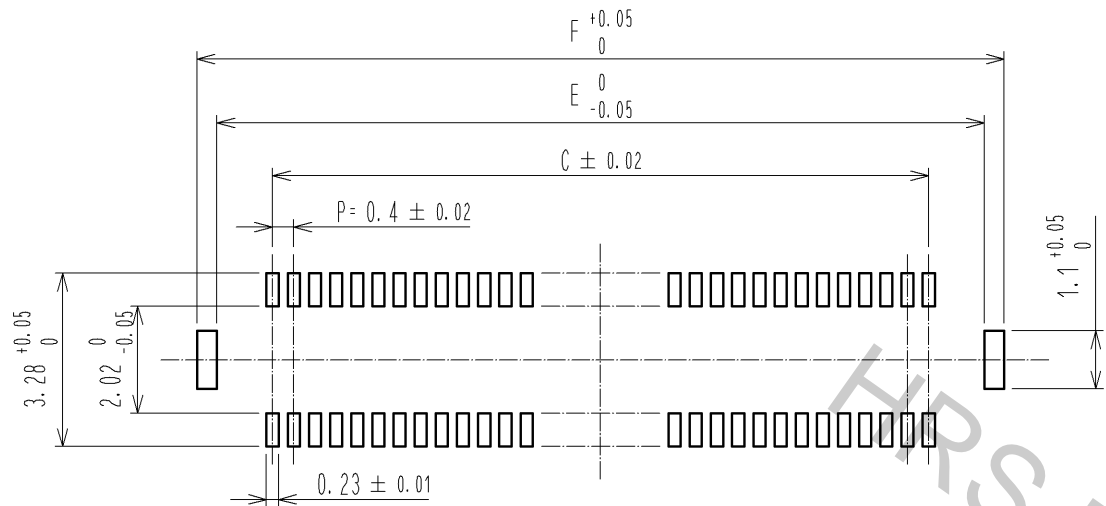 F +0.05 0
E 0 -0.05
C ± 0.02
P= 0.4 ± 0.02
1.1 +0.05 0
3.28 +0.05 0
2.02 0 -0.05
0.23 ± 0.01
HRS